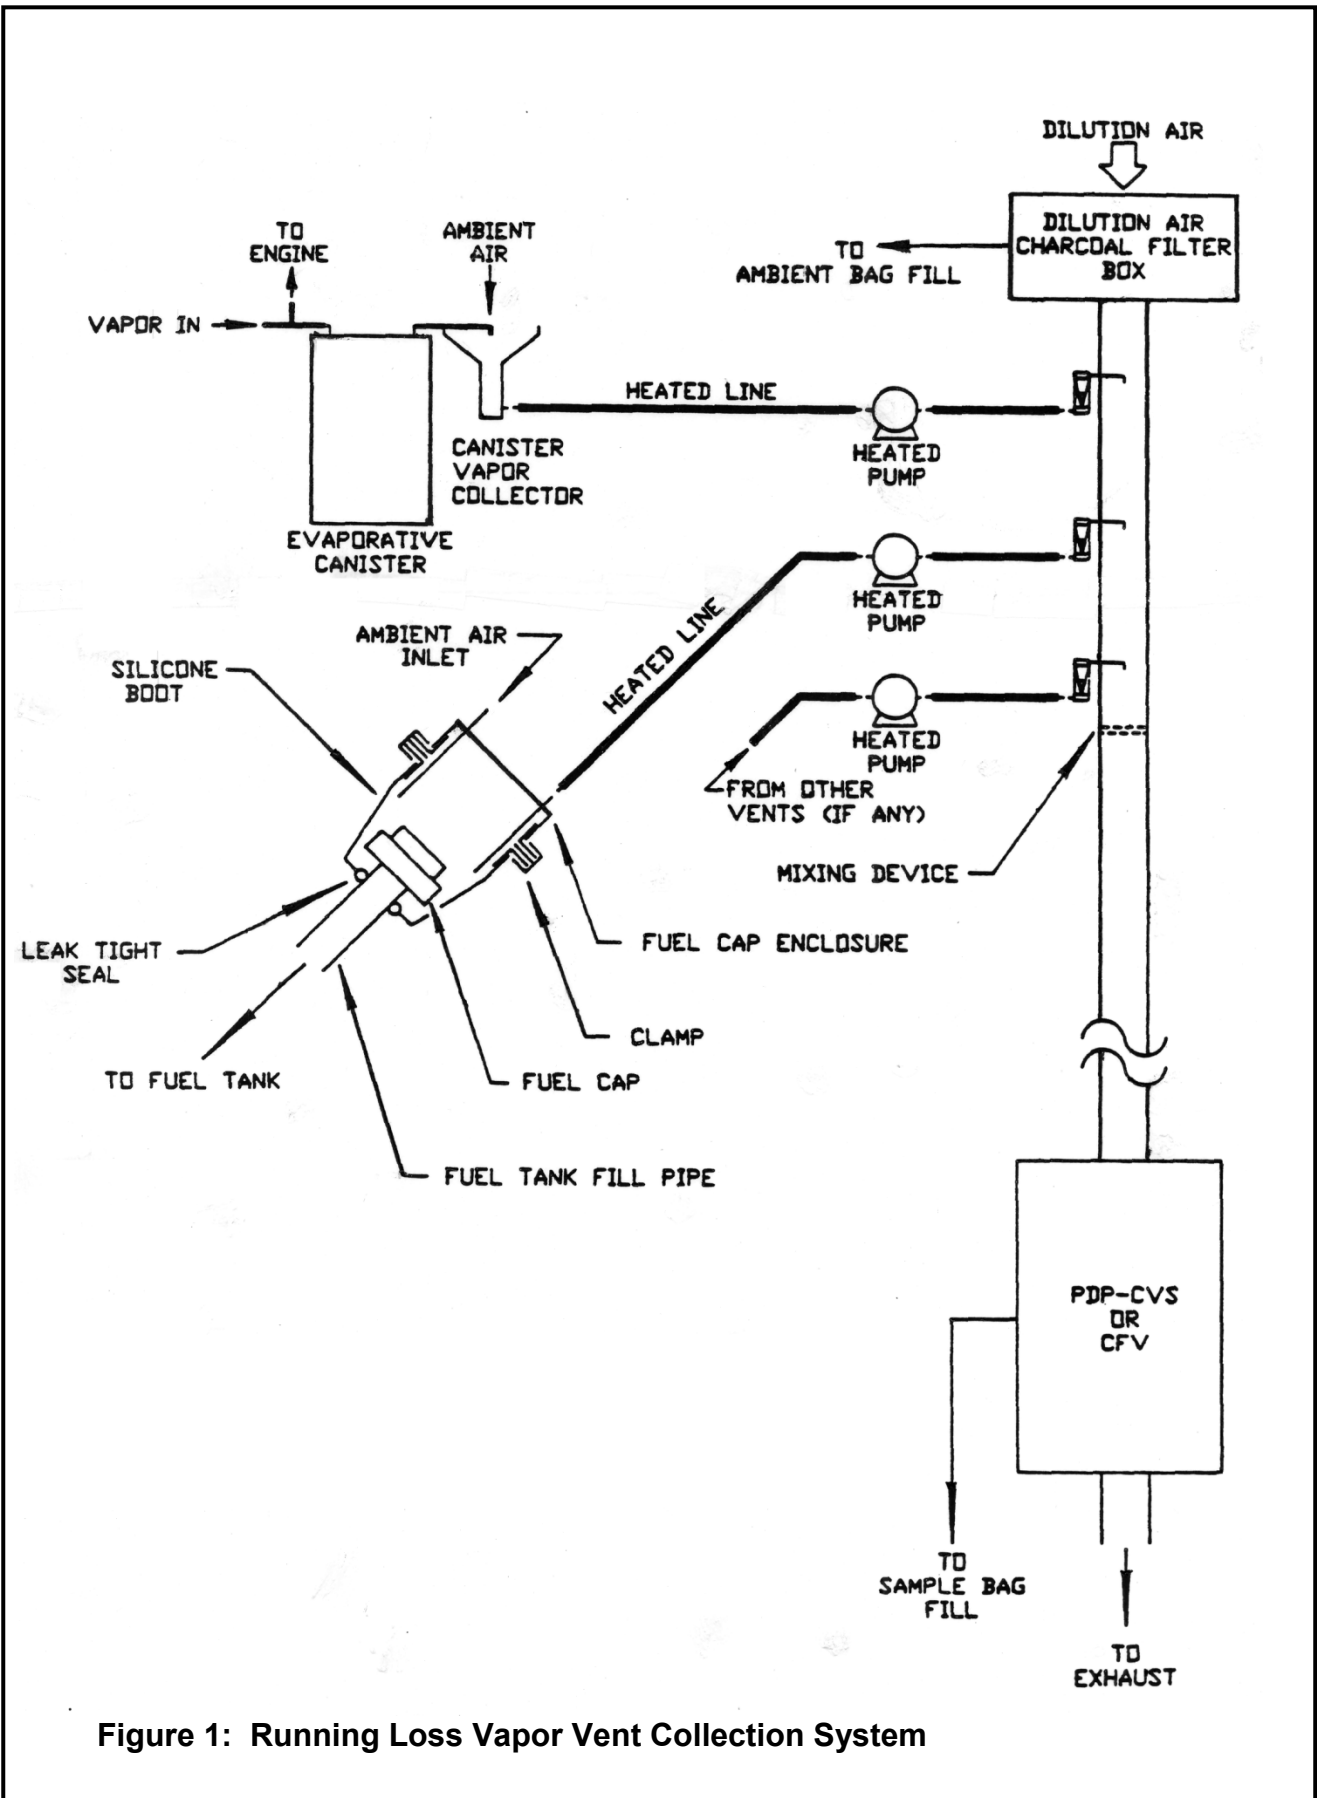 DILUTION AIR
DILUTION AIR
CHARCOAL FILTER
BOX
TO
AMBIENT BAG FILL
TO
ENGINE
AMBIENT
AIR
VAPOR IN
HEATED LINE
CANISTER
VAPOR
COLLECTOR
HEATED
PUMP
EVAPORATIVE
CANISTER
HEATED
PUMP
HEATED LINE
AMBIENT AIR
INLET
SILICONE
BOOT
HEATED
PUMP
FROM OTHER
VENTS (IF ANY)
MIXING DEVICE
LEAK TIGHT
SEAL
FUEL CAP ENCLOSURE
CLAMP
TO FUEL TANK
FUEL CAP
FUEL TANK FILL PIPE
PDP-CVS
OR
CFV
TO
SAMPLE BAG
FILL
TO
EXHAUST
Figure 1: Running Loss Vapor Vent Collection System